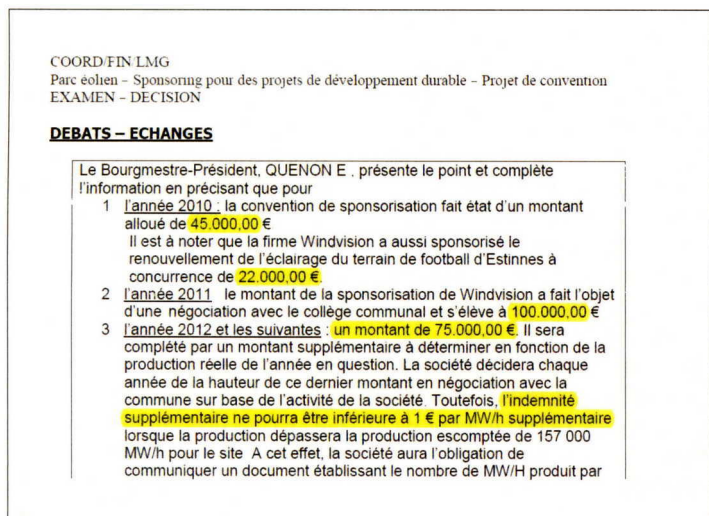 COORD/FIN/LMG
Parc éolien – Sponsoring pour des projets de développement durable – Projet de convention
EXAMEN – DECISION
DEBATS – ECHANGES
Le Bourgmestre-Président, QUENON E , présente le point et complète
l'information en précisant que pour
1 l'année 2010 : la convention de sponsorisation fait état d'un montant
alloué de 45.000,00 €
Il est à noter que la firme Windvision a aussi sponsorisé le
renouvellement de l'éclairage du terrain de football d'Estinnes à
concurrence de 22.000,00 €.
2 l'année 2011 le montant de la sponsorisation de Windvision a fait l'objet
d'une négociation avec le collège communal et s'élève à 100.000,00 €
3 l'année 2012 et les suivantes : un montant de 75.000,00 €. Il sera
complété par un montant supplémentaire à déterminer en fonction de la
production réelle de l'année en question. La société décidera chaque
année de la hauteur de ce dernier montant en négociation avec la
commune sur base de l'activité de la société. Toutefois, l'indemnité
supplémentaire ne pourra être inférieure à 1 € par MW/h supplémentaire
lorsque la production dépassera la production escomptée de 157 000
MW/h pour le site A cet effet, la société aura l'obligation de
communiquer un document établissant le nombre de MW/H produit par